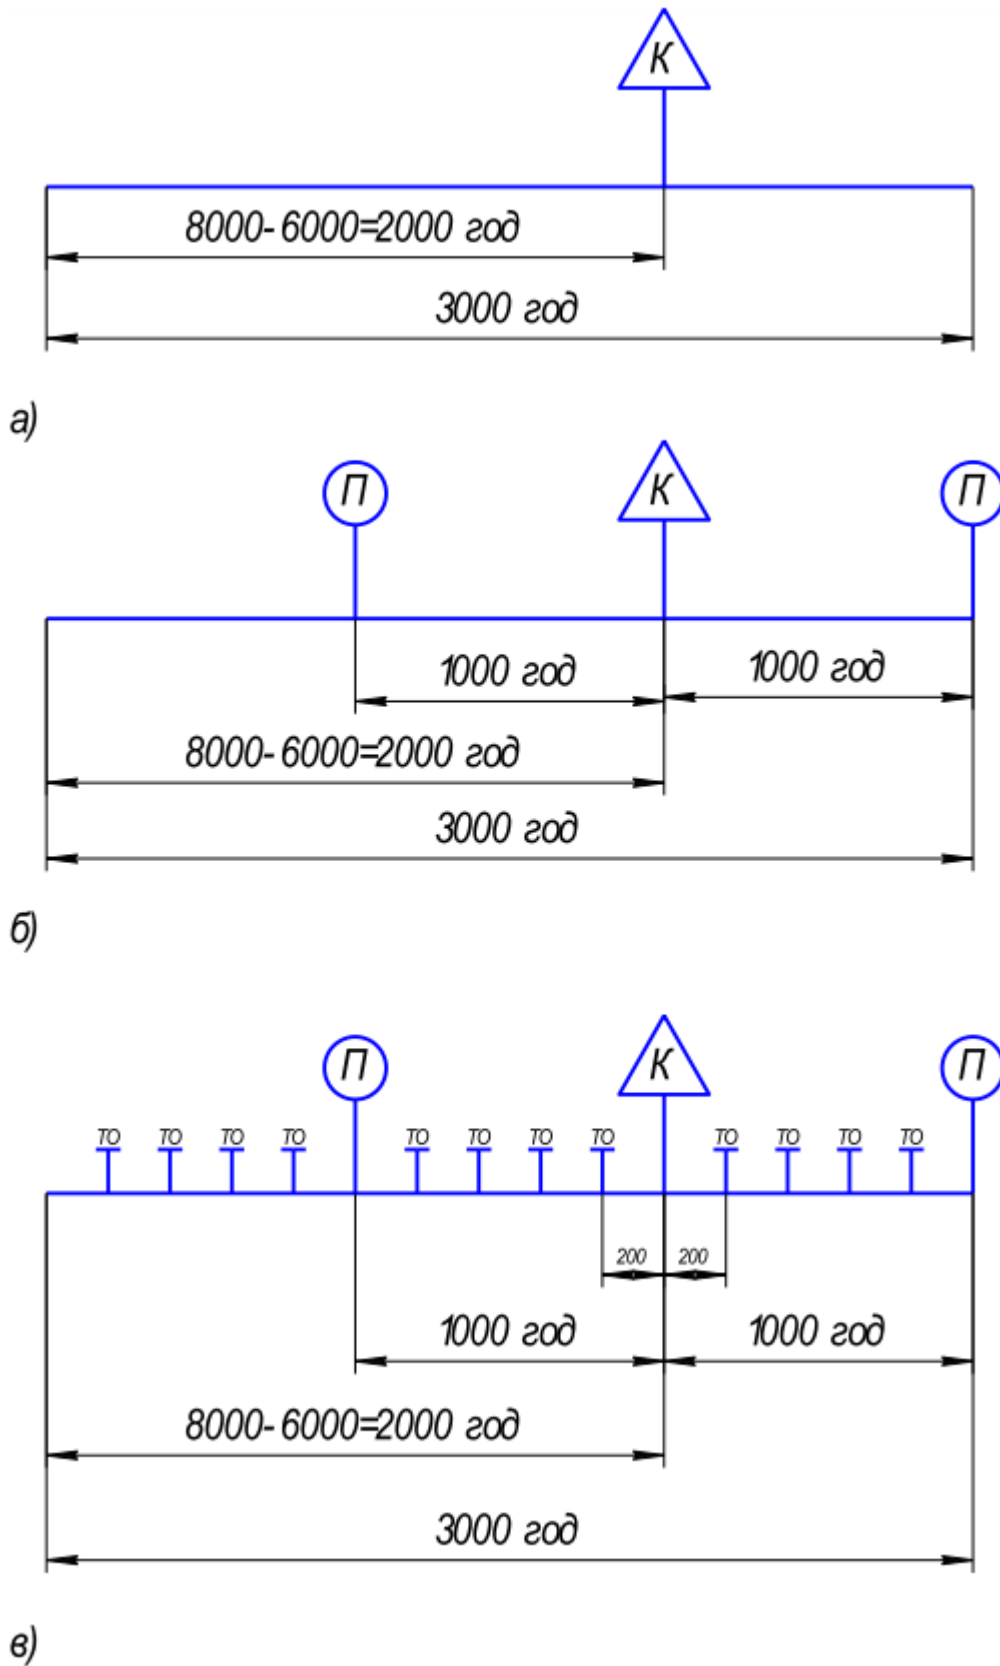 К
8000-6000=2000 год
3000 год
а)
П К П
1000 год 1000 год
8000-6000=2000 год
3000 год
б)
П К П
ТО ТО ТО ТО ТО ТО ТО ТО ТО ТО ТО ТО
200 200
1000 год 1000 год
8000-6000=2000 год
3000 год
в)